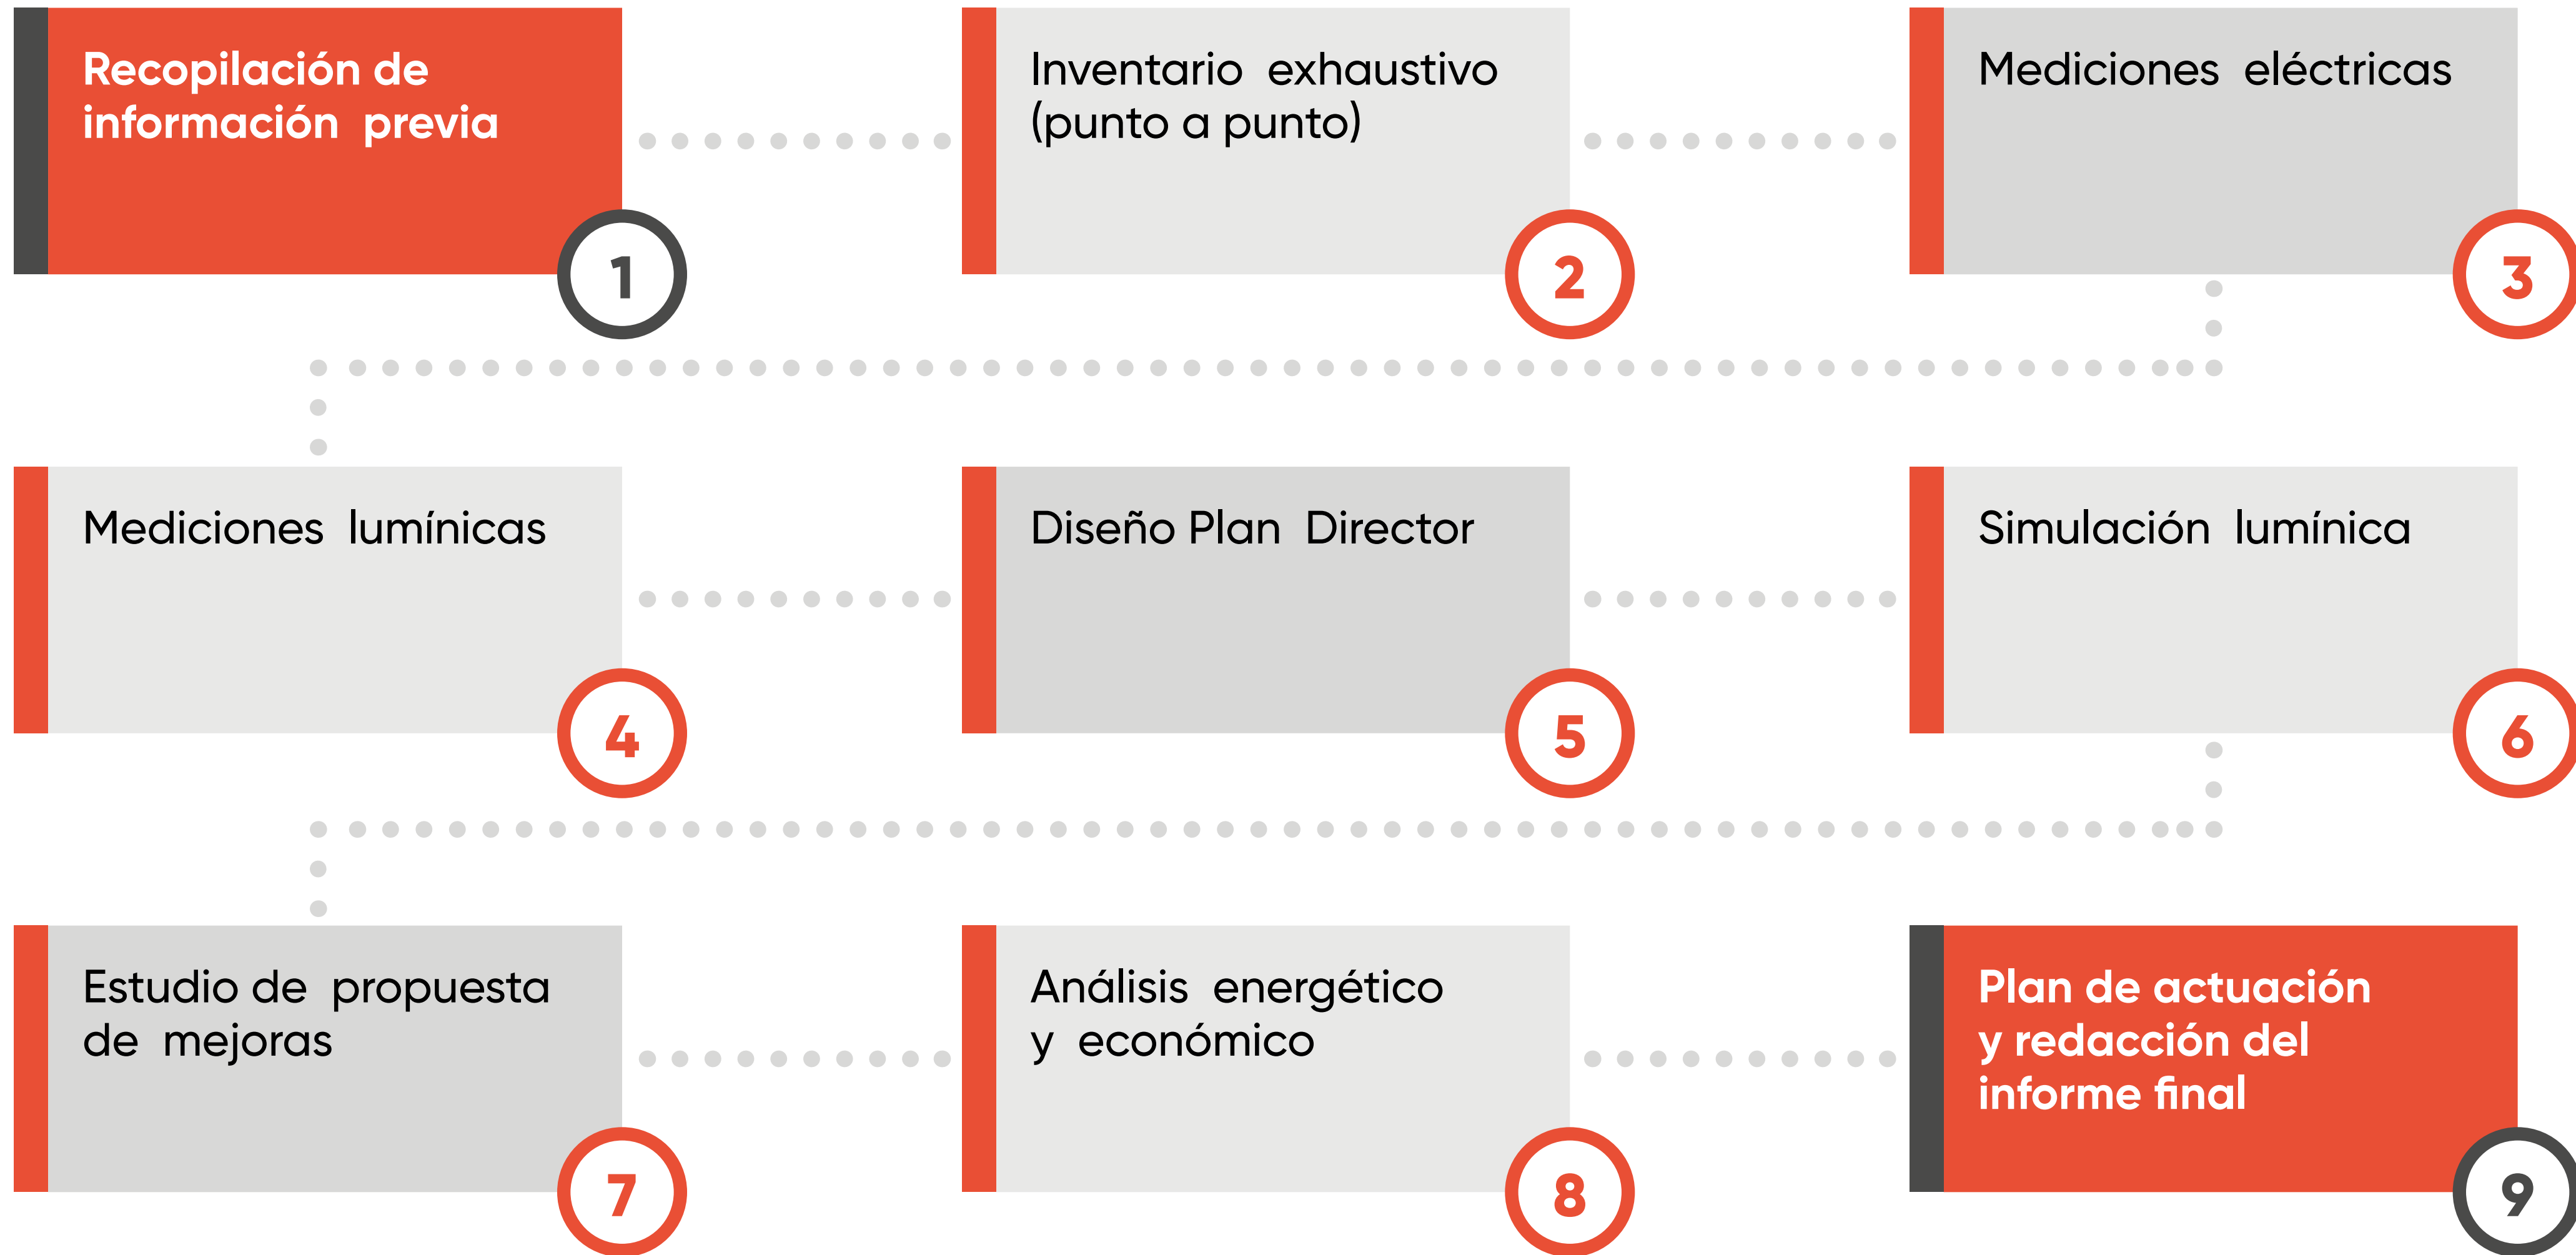 Recopilación de
información previa
1
Inventario exhaustivo
(punto a punto)
2
Mediciones eléctricas
3
Mediciones lumínicas
4
Diseño Plan Director
5
Simulación lumínica
6
Estudio de propuesta
de mejoras
7
Análisis energético
y económico
8
Plan de actuación
y redacción del
informe final
9